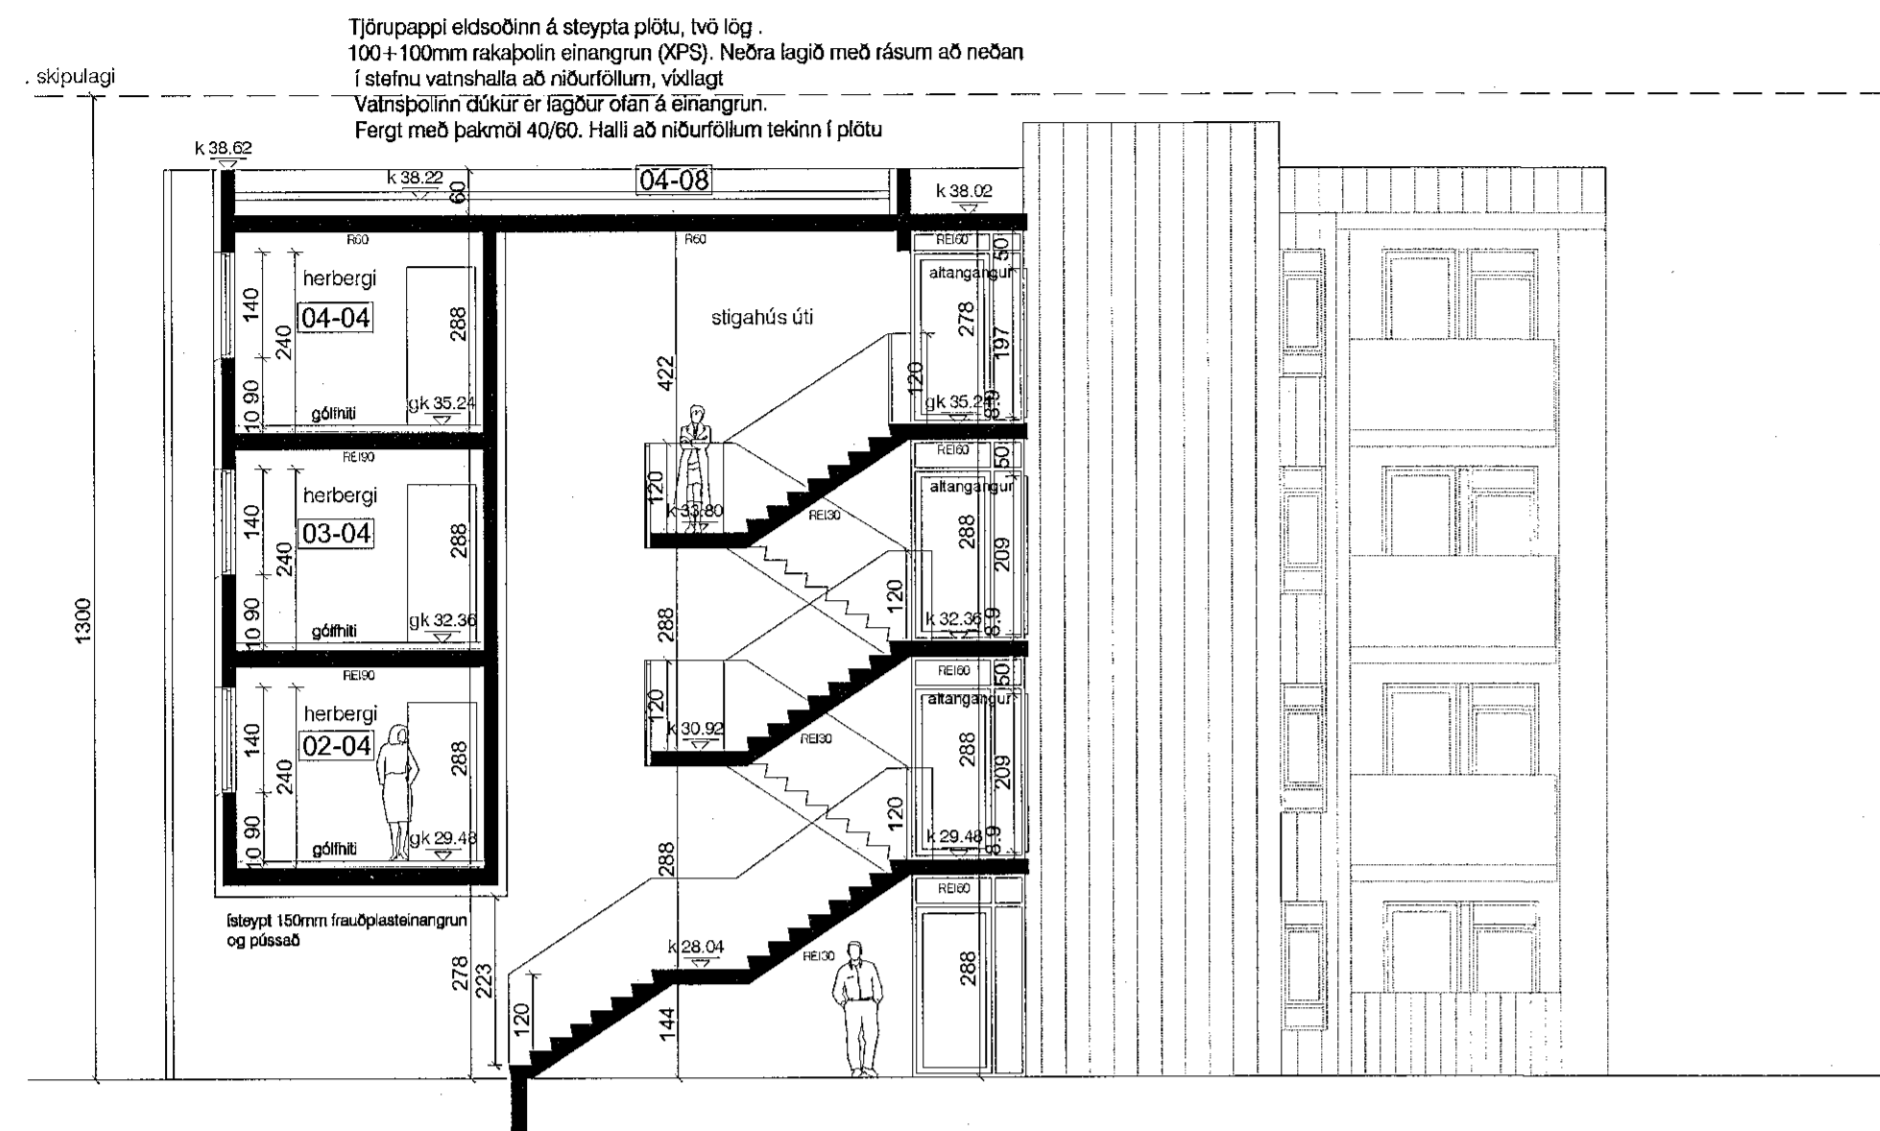 Tjörupappi eldsoðinn á steypta plötu, tvö lög .
100+100mm rakaþolin einangrun (XPS). Neðra lagið með rásum að neðan
í stefnu vatnshalla að niðurföllum, víxllagt
Vatnsþolinn dúkur er lagður ofan á einangrun.
Fergt með þakmöl 40/60. Halli að niðurföllum tekinn í plötu
. skipulagi
k 38.62
k 38.22
60
04-08
k 38.02
R60
R60
REI60
50
herbergi
04-04
140
240
288
10 90
gólfhiti
gk 35.24
stigahús úti
422
altangangur
278
197
120
gk 35.24
8.9
REI90
REI60
50
herbergi
03-04
140
240
288
10 90
gólfhiti
gk 32.36
120
k 33.80
REI30
altangangur
288
209
288
120
k 32.36
8.9
1300
REI90
REI60
50
herbergi
02-04
140
240
288
10 90
gólfhiti
gk 29.48
120
k 30.92
REI30
altangangur
288
209
288
120
k 29.48
8.9
REI60
Ísteypt 150mm frauðplasteinangrun
og pússað
278
223
120
k 28.04
144
REI30
288